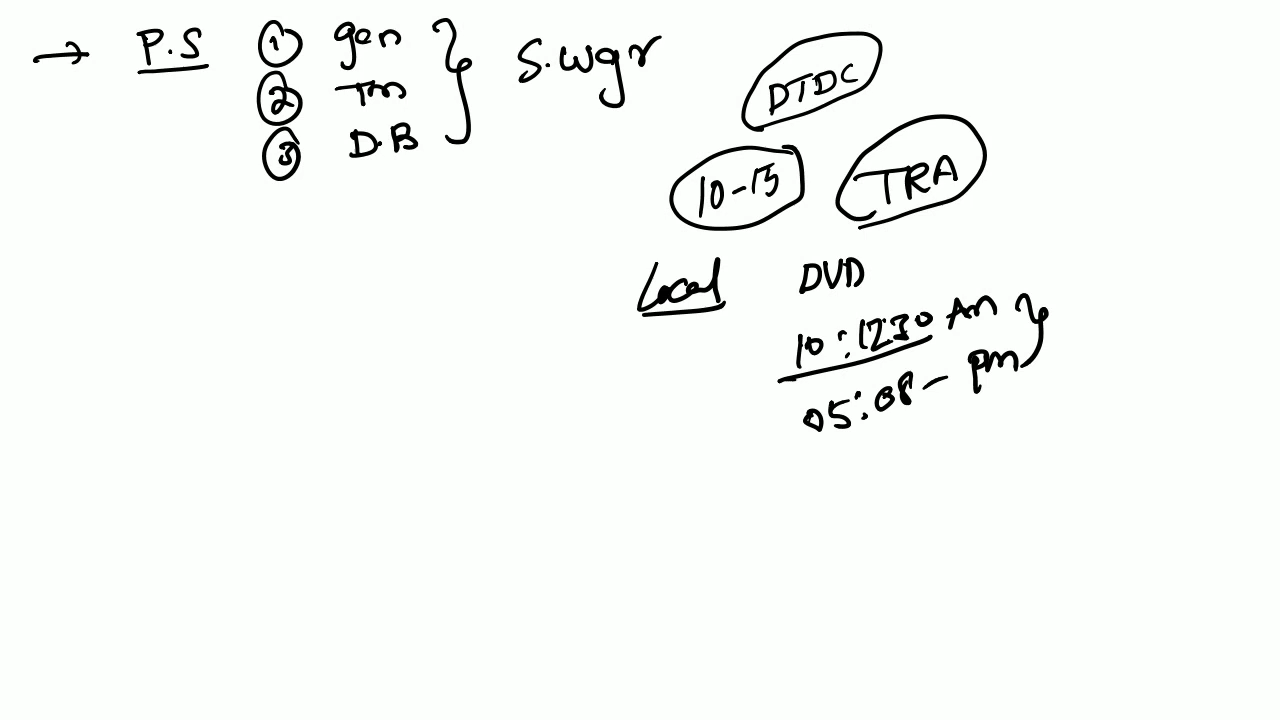 → P.S ① gen
② Tm
③ D.B
S.wgr
DTDC
10-15
TRA
Local DVD
10:1230 Am
05:08 - pm